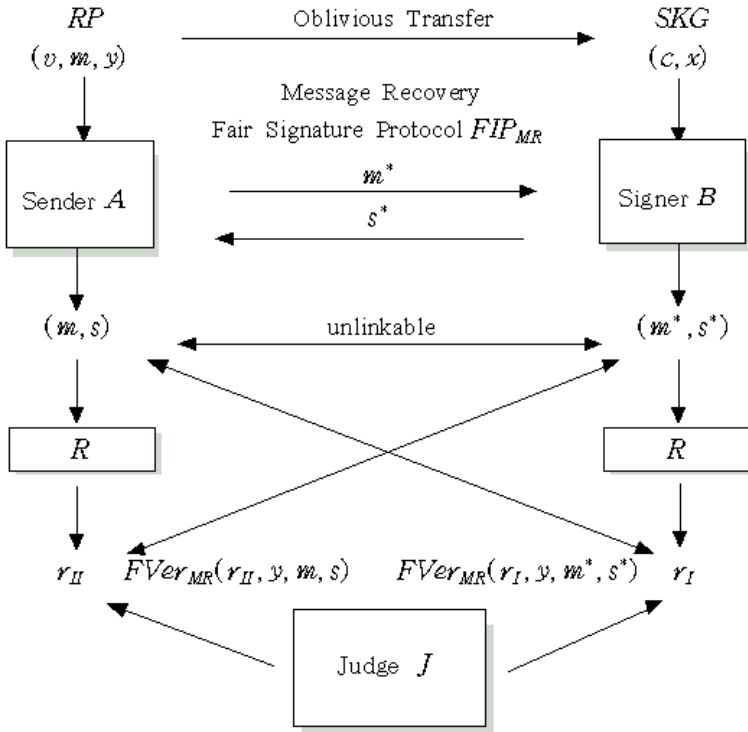 RP Oblivious Transfer SKG
(v, m, y) (c, x)
Message Recovery
Fair Signature Protocol FIP_MR
Sender A m* Signer B
s*
(m, s) unlinkable (m*, s*)
R R
r_II FVer_MR(r_II, y, m, s) FVer_MR(r_I, y, m*, s*) r_I
Judge J